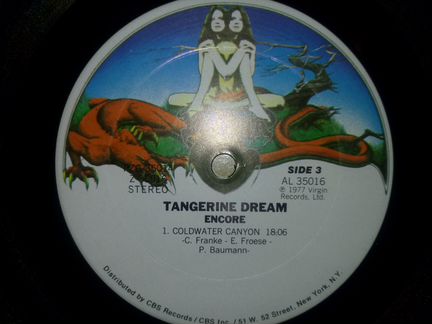 SIDE 3
AL 35016
STEREO
℗ 1977 Virgin
Records, Ltd.
TANGERINE DREAM
ENCORE
1. COLDWATER CANYON 18:06
-C. Franke - E. Froese -
P. Baumann-
Distributed by CBS Records / CBS Inc. / 51 W. 52 Street, New York, N.Y.